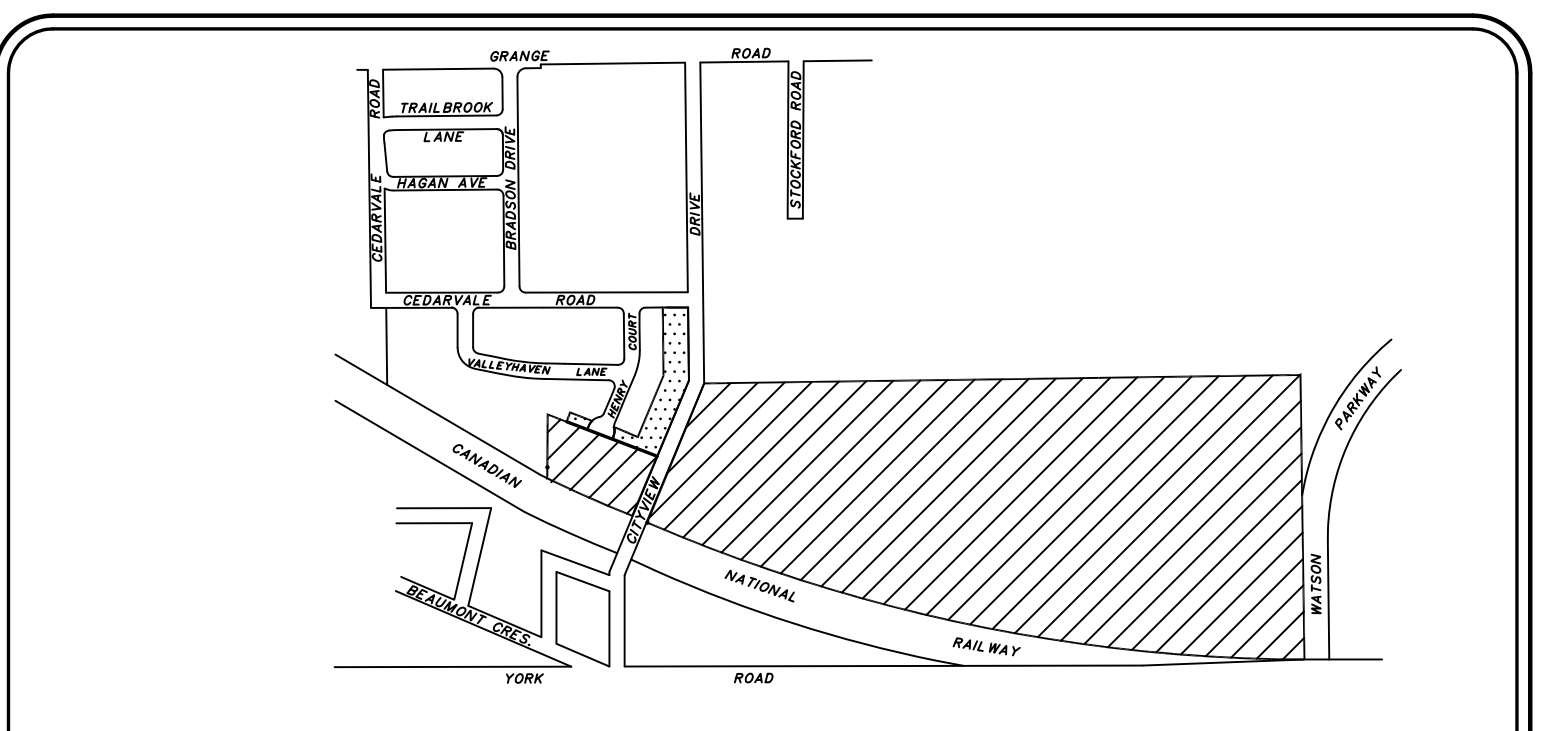 GRANGE ROAD
ROAD
TRAILBROOK
LANE
STOCKFORD ROAD
BRADSON DRIVE
HAGAN AVE
CEDARVALE
DRIVE
CEDARVALE ROAD
COURT
VALLEYHAVEN LANE
HENRY
PARKWAY
CANADIAN
CITYVIEW
NATIONAL
WATSON
BEAUMONT CRES.
RAILWAY
YORK ROAD